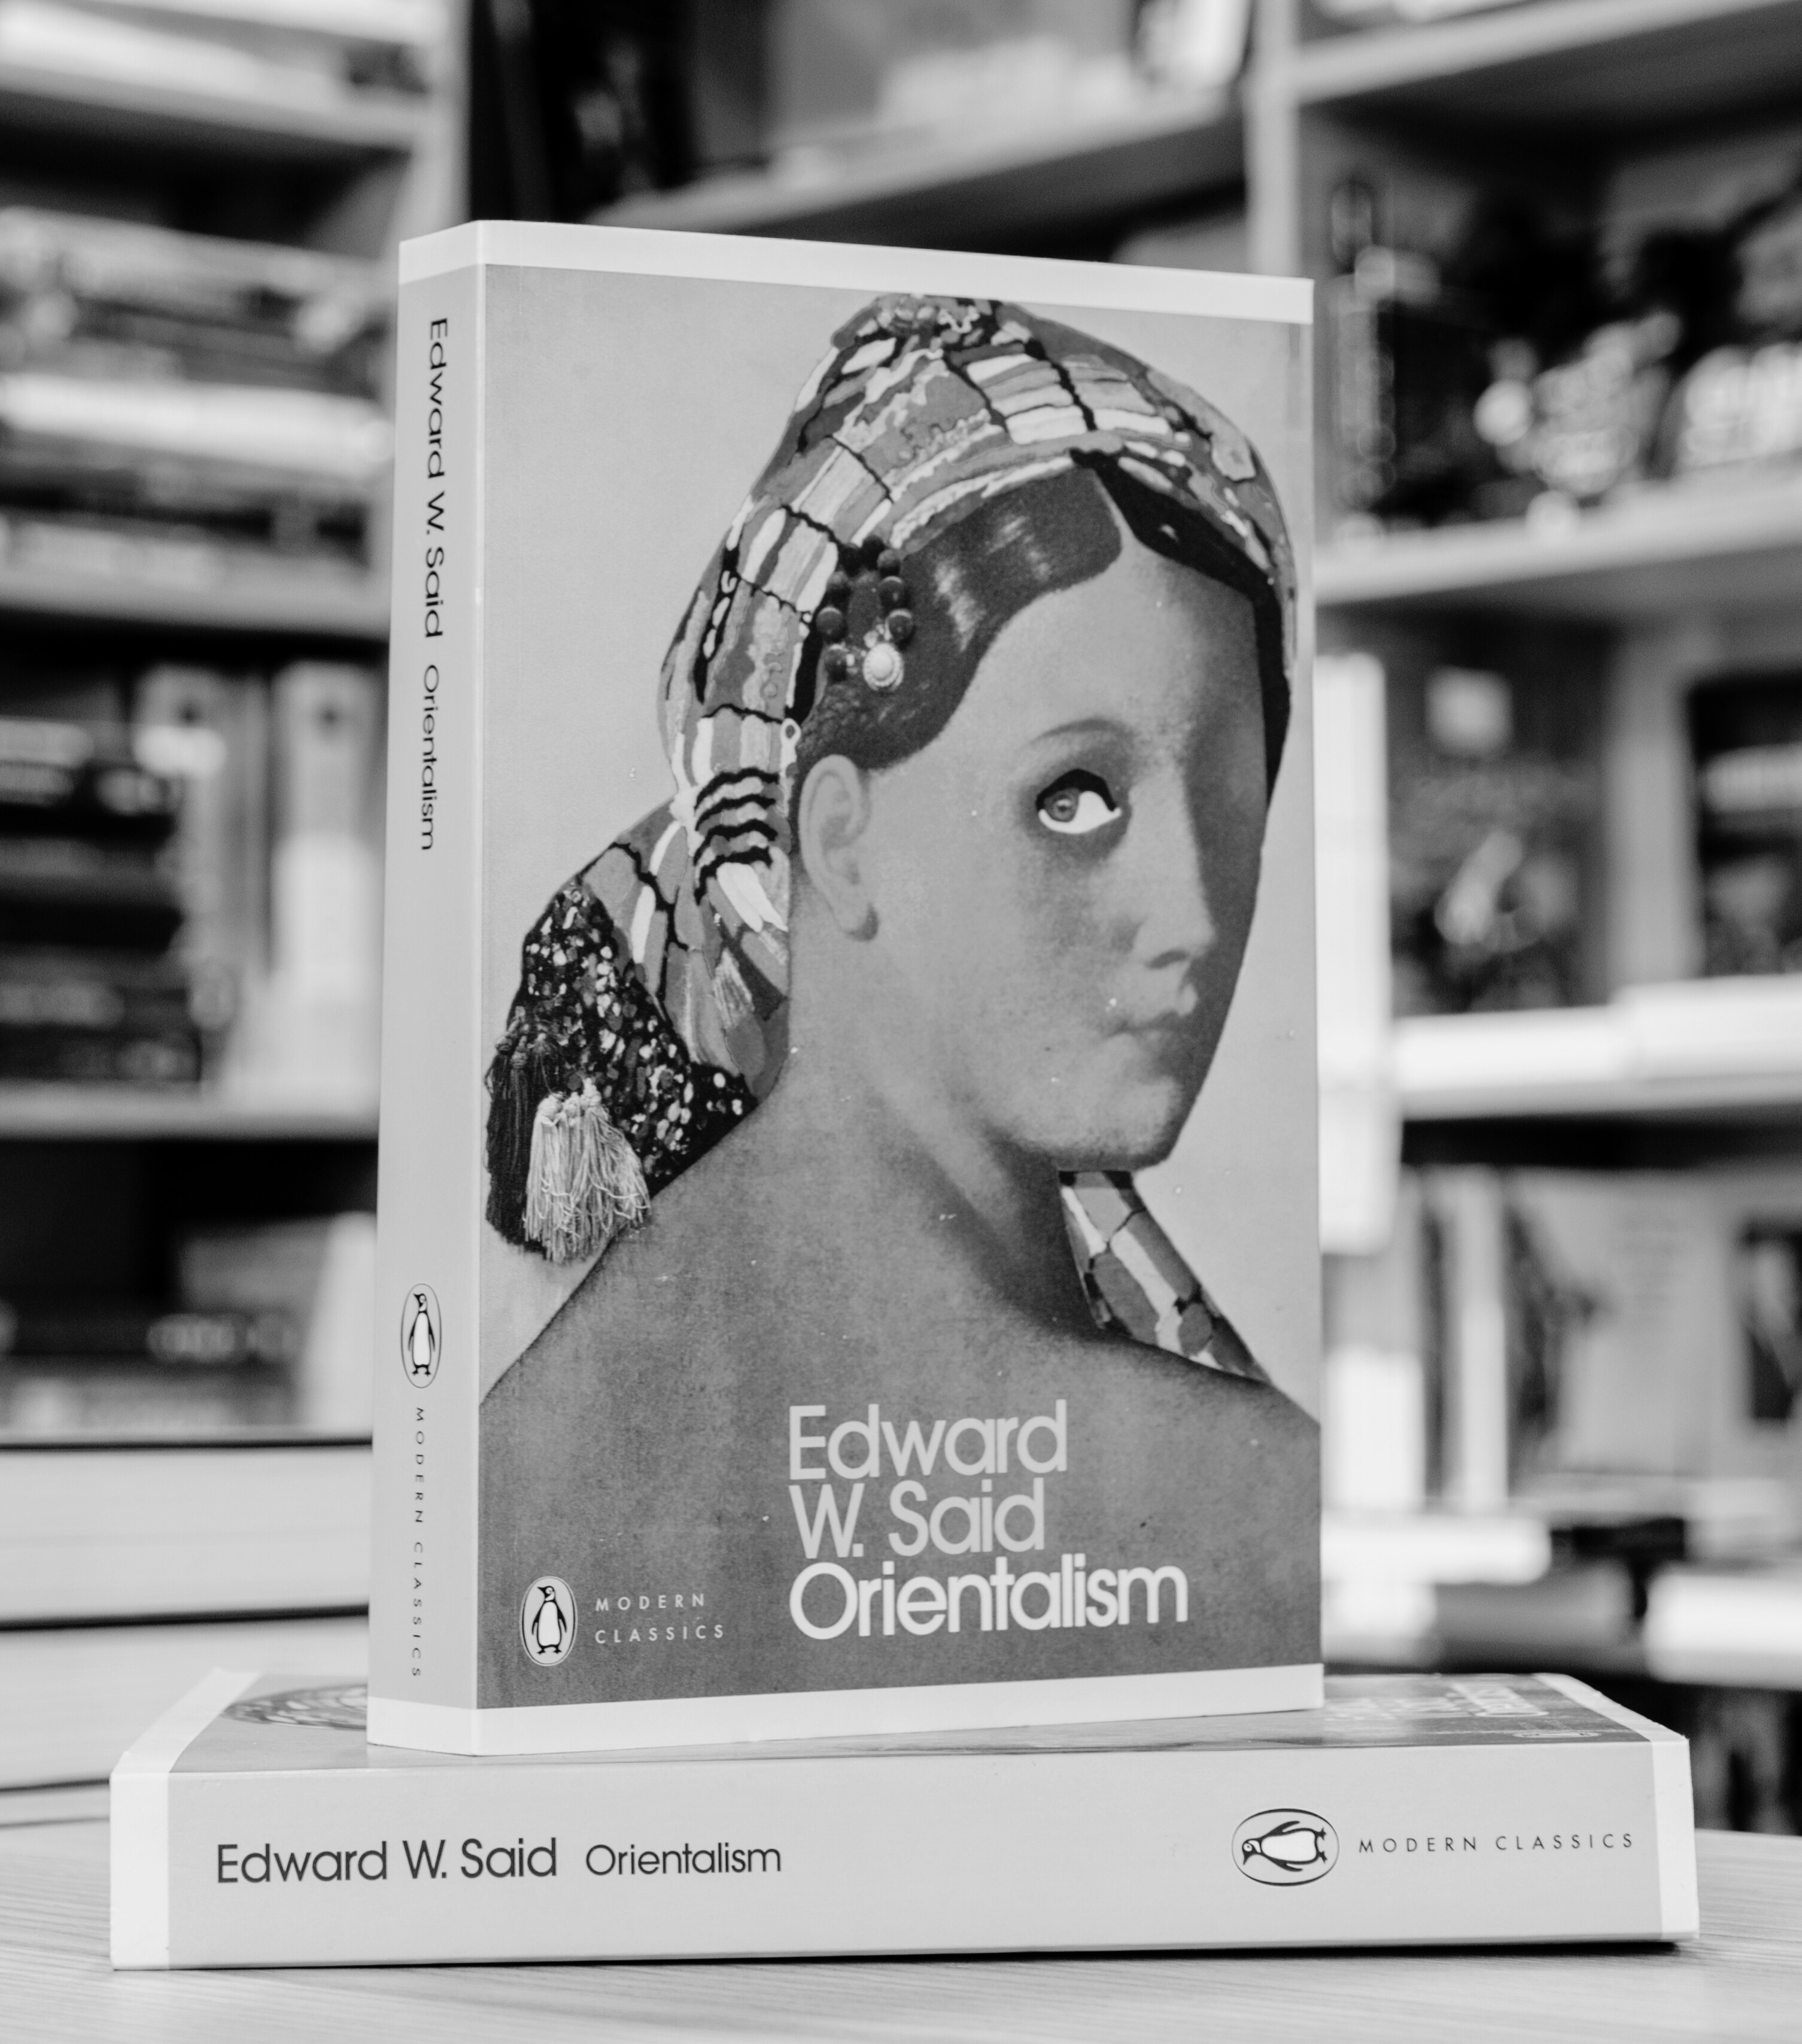 Edward W. Said Orientalism
MODERN CLASSICS
Edward
W. Said
Orientalism
MODERN
CLASSICS
Edward W. Said Orientalism
MODERN CLASSICS